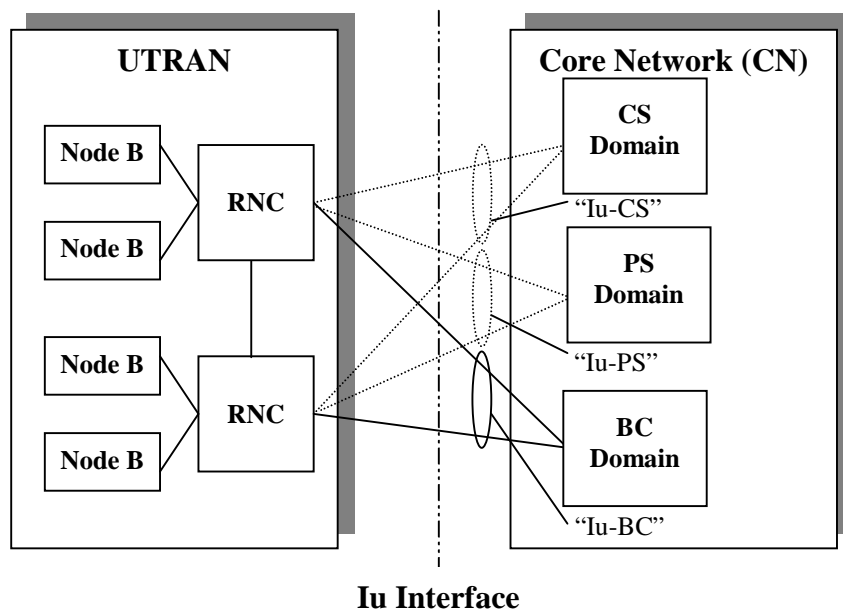 UTRAN
Node B
Node B
RNC
Node B
Node B
RNC
Core Network (CN)
CS
Domain
“Iu-CS”
PS
Domain
“Iu-PS”
BC
Domain
“Iu-BC”
Iu Interface